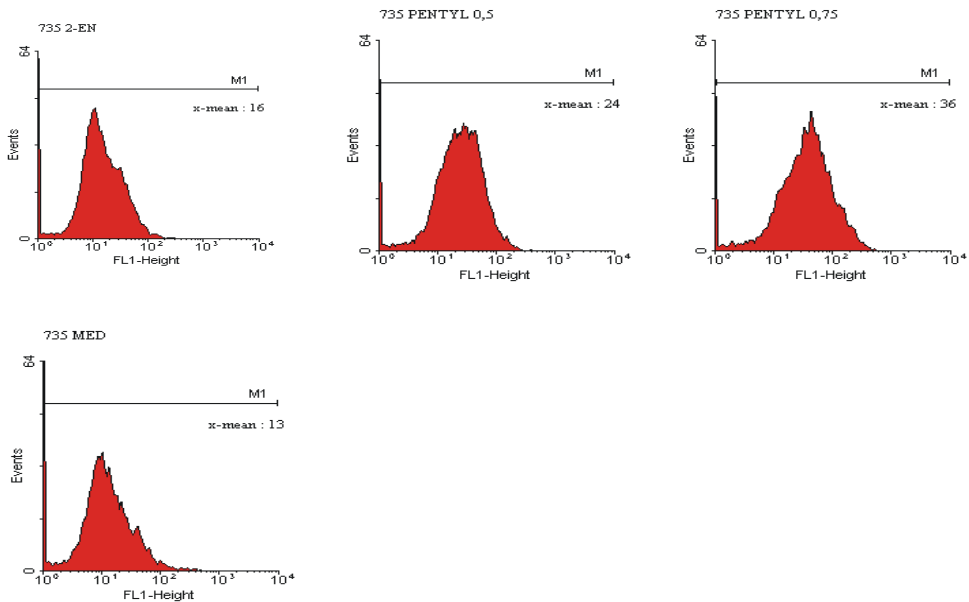 735 2-EN
64
M1
x-mean : 16
Events
0
10⁰ 10¹ 10² 10³ 10⁴
FL1-Height
735 PENTYL 0,5
64
M1
x-mean : 24
Events
0
10⁰ 10¹ 10² 10³ 10⁴
FL1-Height
735 PENTYL 0,75
64
M1
x-mean : 36
Events
0
10⁰ 10¹ 10² 10³ 10⁴
FL1-Height
735 MED
64
M1
x-mean : 13
Events
0
10⁰ 10¹ 10² 10³ 10⁴
FL1-Height